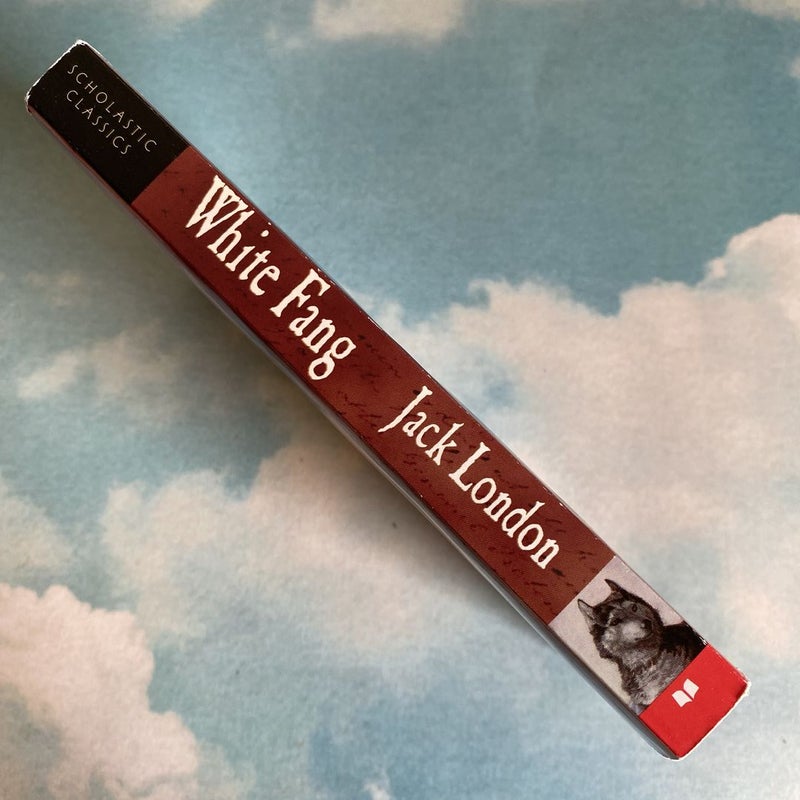 SCHOLASTIC
CLASSICS
White Fang
Jack London